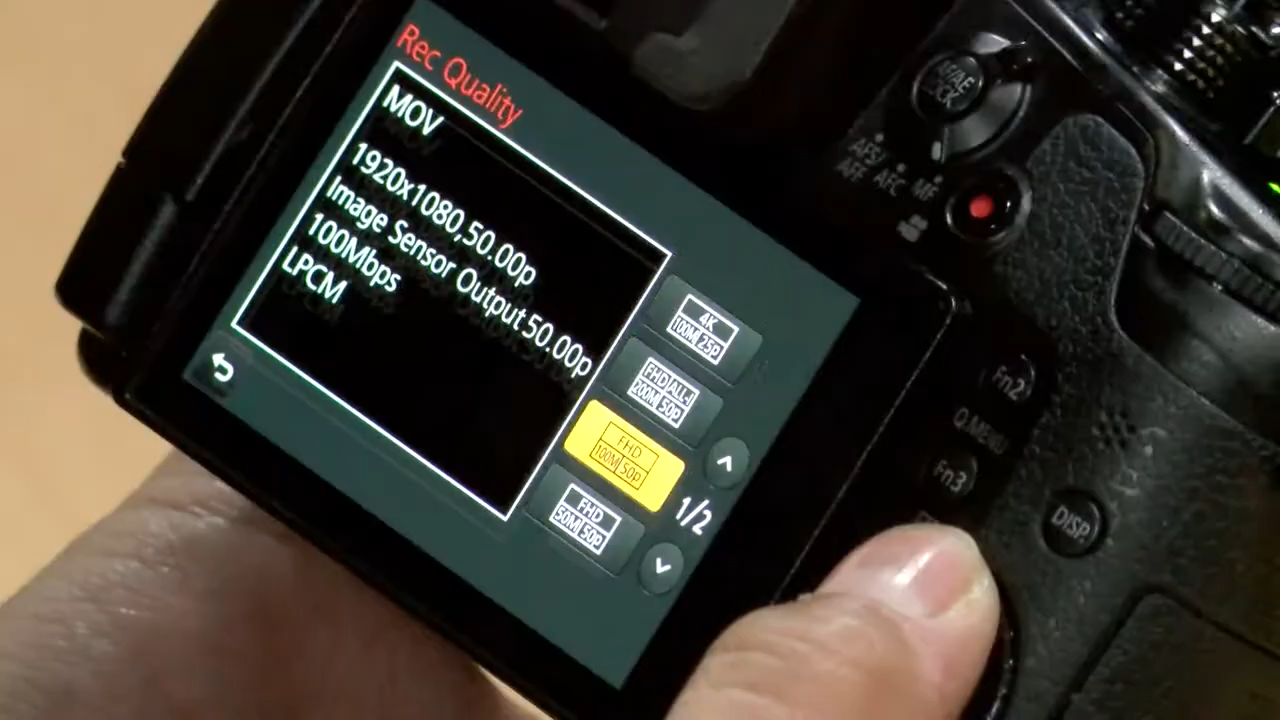 Rec Quality
MOV
1920x1080,50.00p
Image Sensor Output 50.00p
100Mbps
LPCM
4K
100M 25p
FHD ALL-I
200M 50p
FHD
100M 50p
FHD
50M 50p
1/2
AF/AE
LOCK
AFS/
AFF AFC MF
Fn2
Q.MENU
Fn3
DISP.